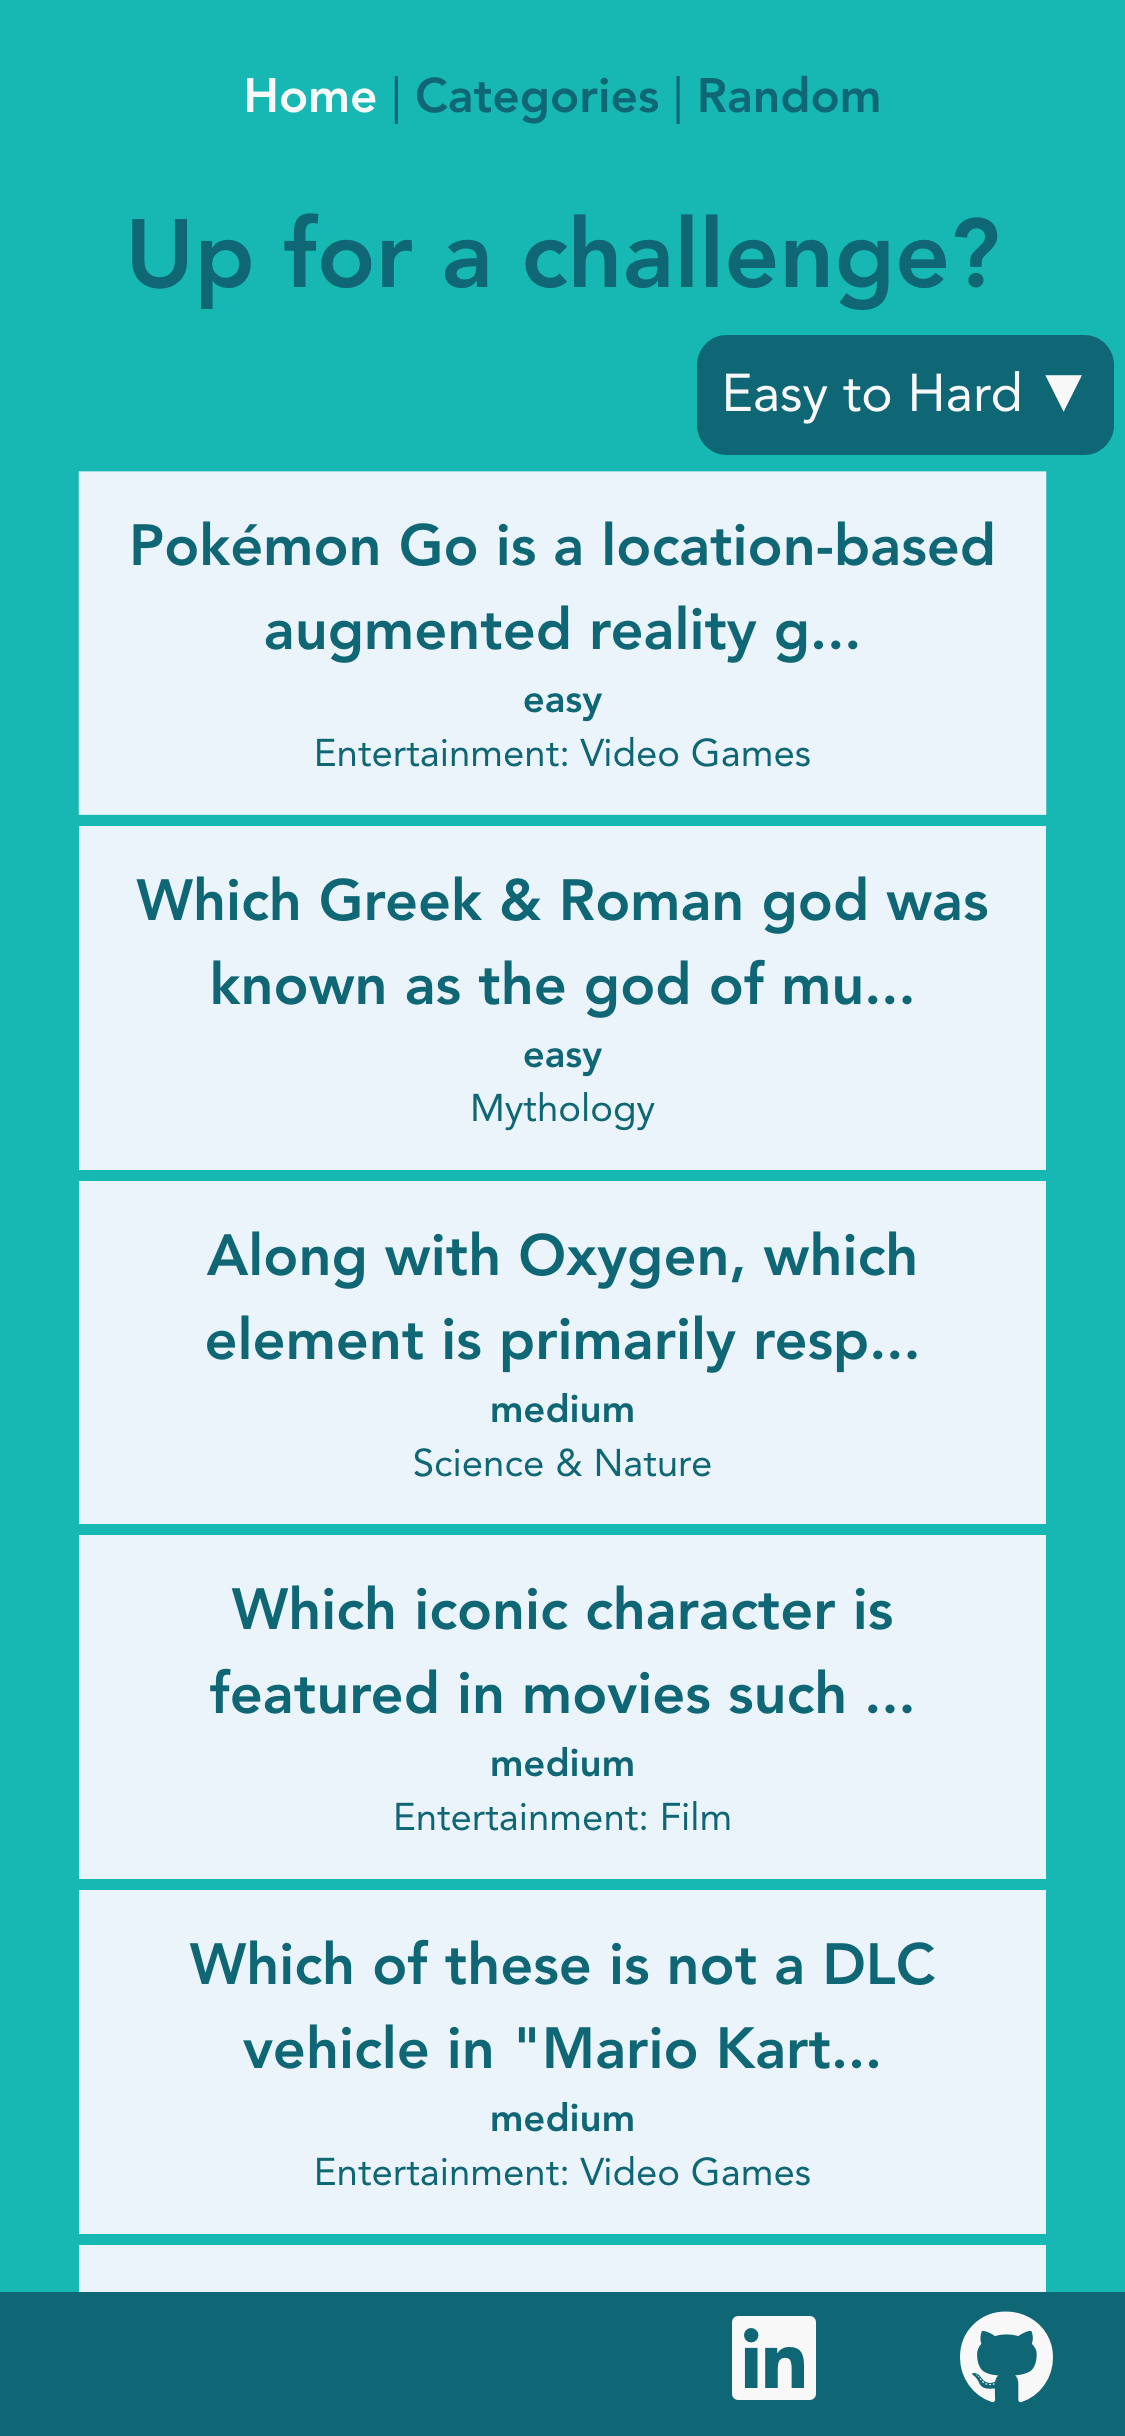 Home | Categories | Random
Up for a challenge?
Easy to Hard ▼
Pokémon Go is a location-based
augmented reality g...
easy
Entertainment: Video Games
Which Greek & Roman god was
known as the god of mu...
easy
Mythology
Along with Oxygen, which
element is primarily resp...
medium
Science & Nature
Which iconic character is
featured in movies such ...
medium
Entertainment: Film
Which of these is not a DLC
vehicle in "Mario Kart...
medium
Entertainment: Video Games
in